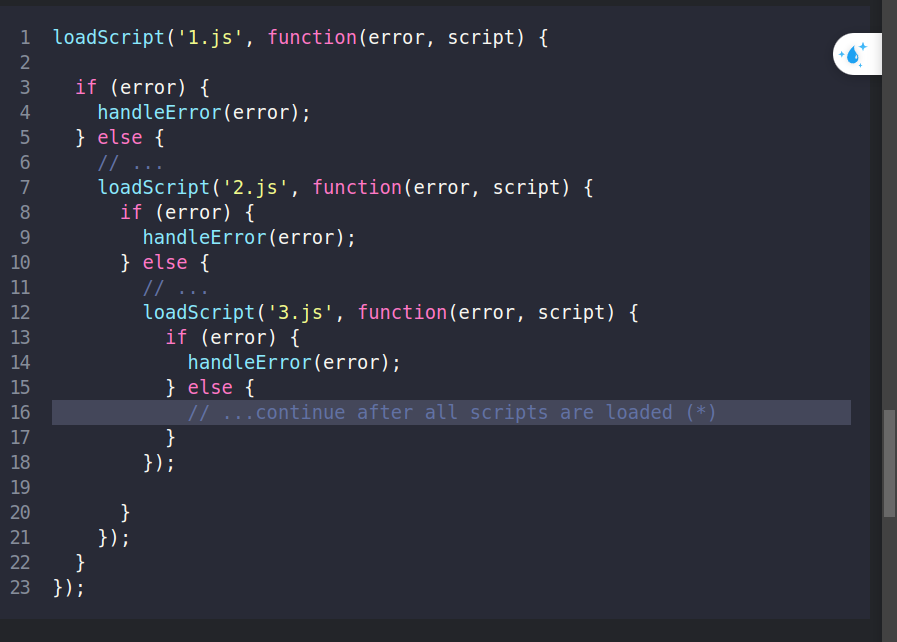 1 loadScript('1.js', function(error, script) {
2
3   if (error) {
4     handleError(error);
5   } else {
6     // ...
7     loadScript('2.js', function(error, script) {
8       if (error) {
9         handleError(error);
10       } else {
11         // ...
12         loadScript('3.js', function(error, script) {
13           if (error) {
14             handleError(error);
15           } else {
16             // ...continue after all scripts are loaded (*)
17           }
18         });
19
20       }
21     });
22   }
23 });